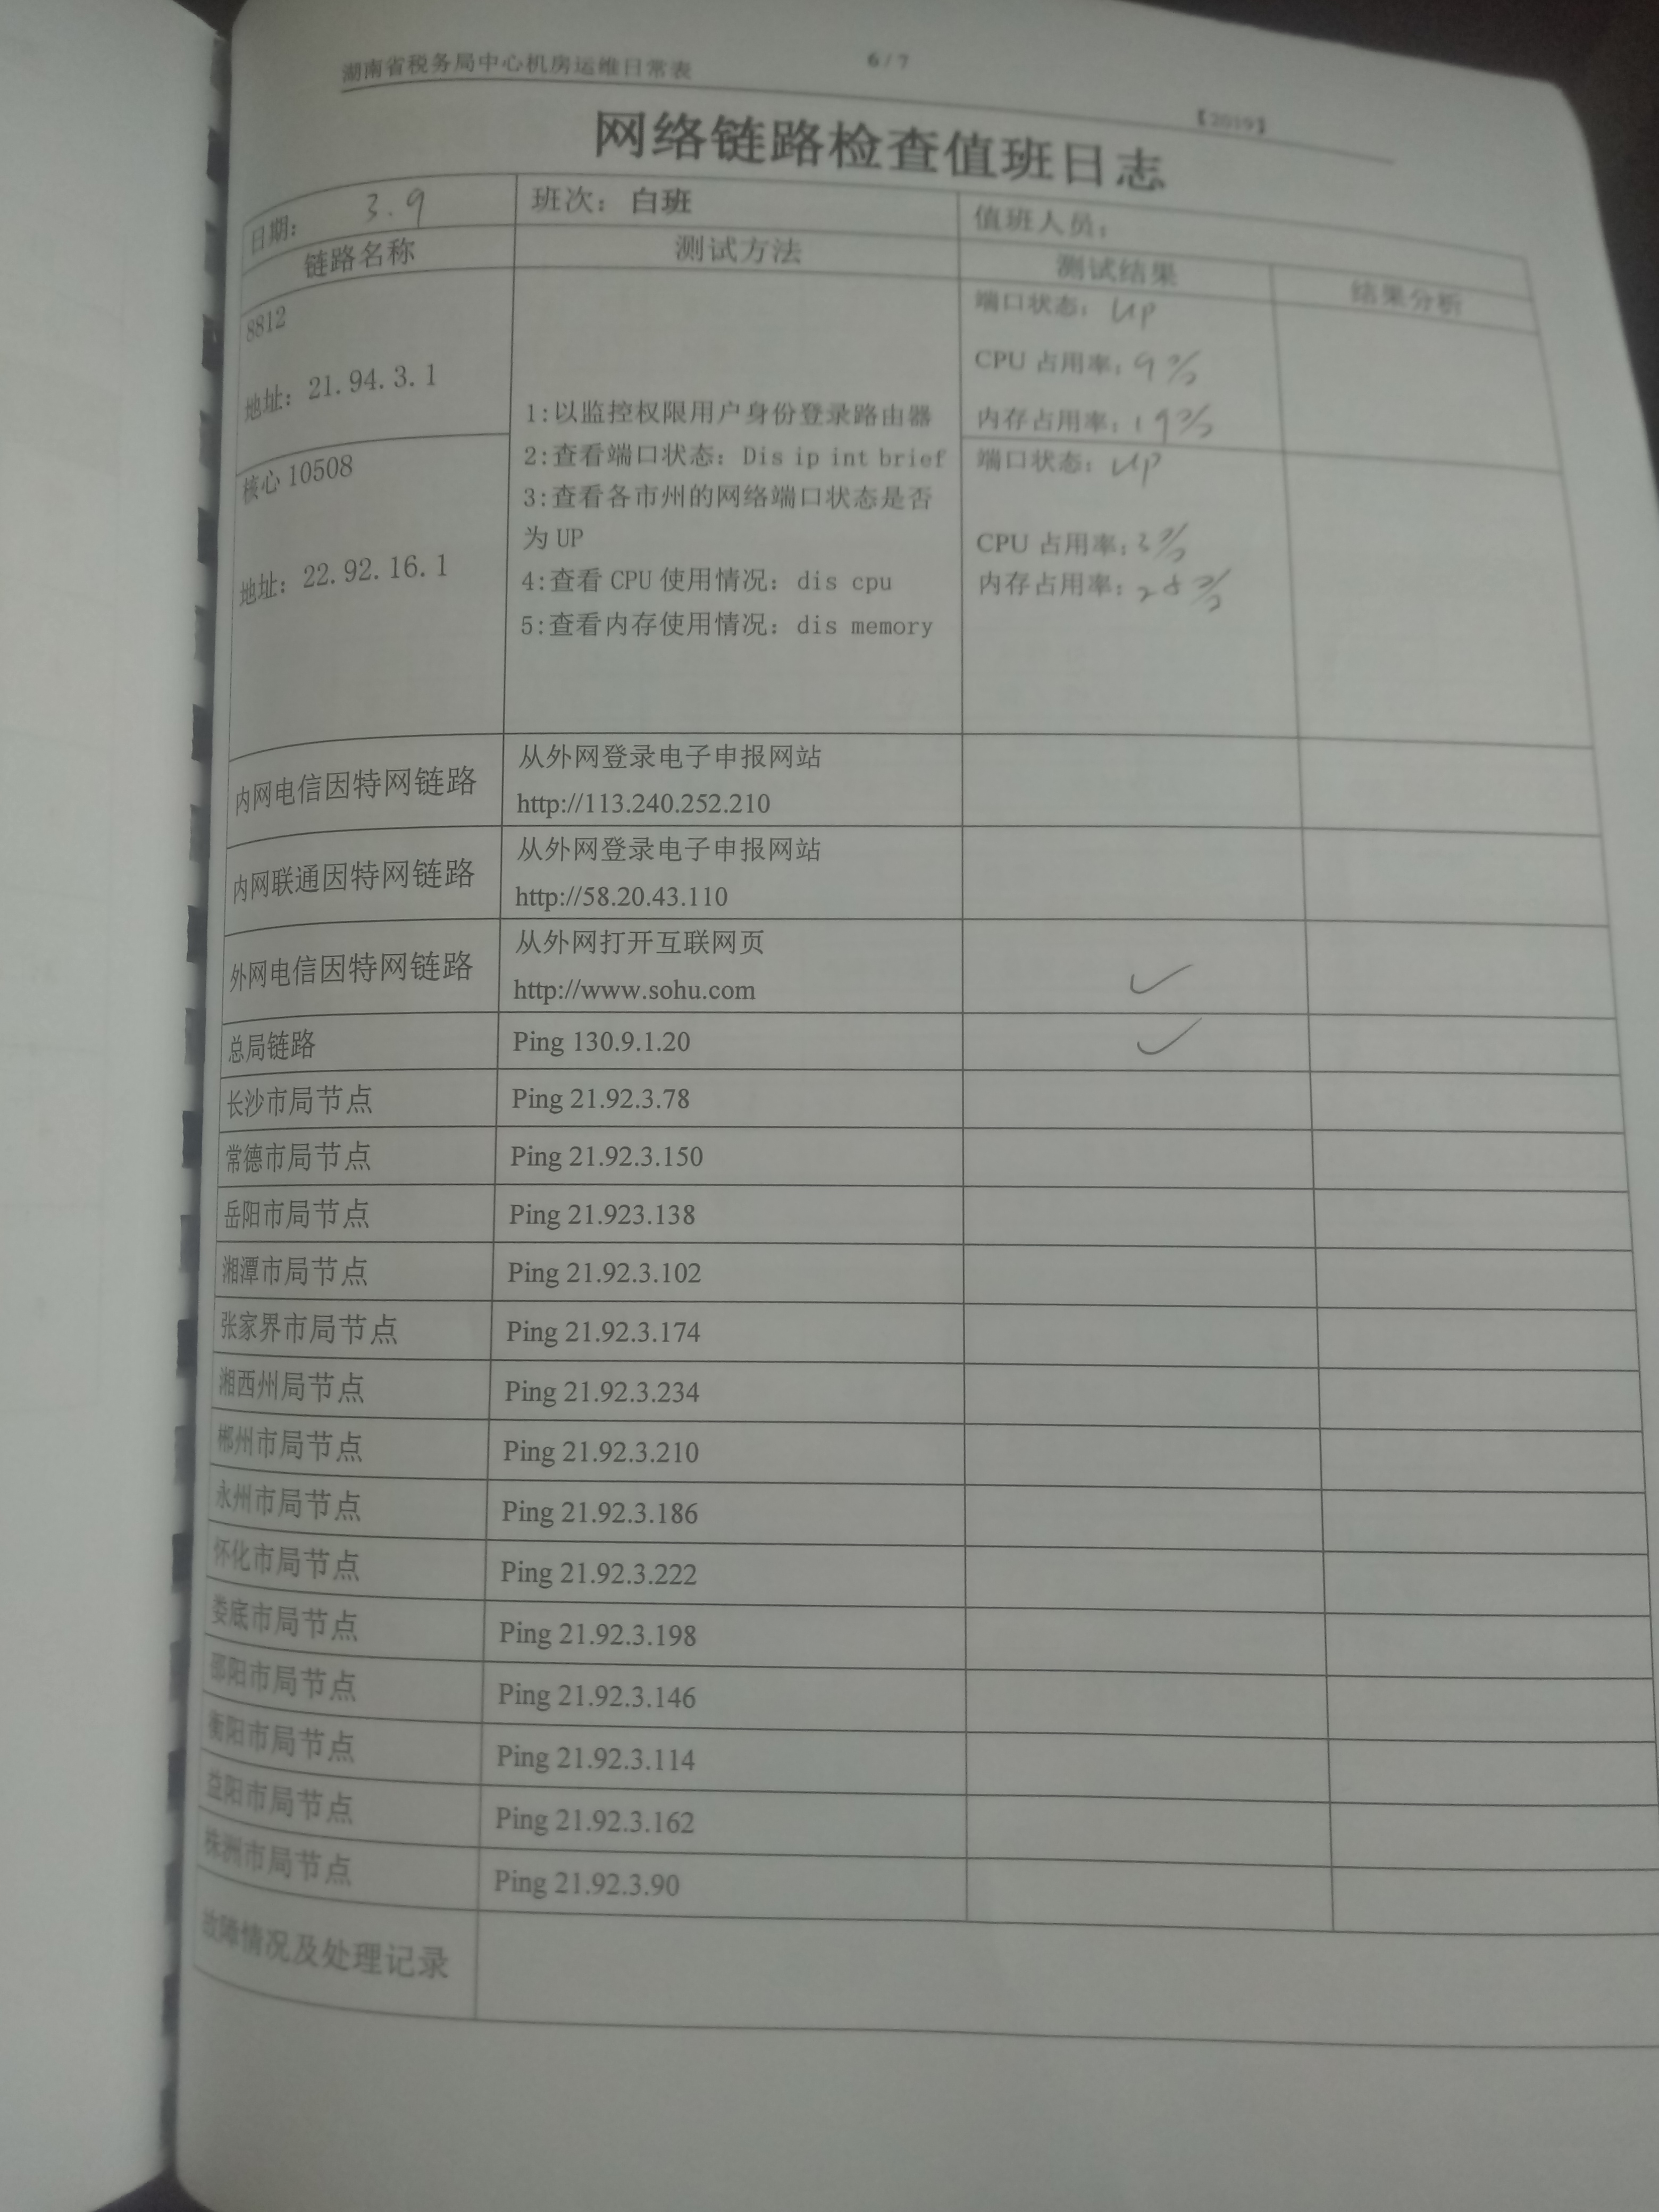 湖南省税务局中心机房运维日常表 6/7 【2019】
网络链路检查值班日志
日期: 3.9 班次：白班 值班人员：
链路名称 测试方法 测试结果 结果分析
8812
地址：21.94.3.1
端口状态：UP
CPU 占用率：9%
内存占用率：19%
核心 10508
地址：22.92.16.1
1:以监控权限用户身份登录路由器
2:查看端口状态：Dis ip int brief
3:查看各市州的网络端口状态是否
为 UP
4:查看 CPU 使用情况：dis cpu
5:查看内存使用情况：dis memory
端口状态：UP
CPU 占用率：3%
内存占用率：28%
内网电信因特网链路 从外网登录电子申报网站
http://113.240.252.210
内网联通因特网链路 从外网登录电子申报网站
http://58.20.43.110
外网电信因特网链路 从外网打开互联网页
http://www.sohu.com ✓
总局链路 Ping 130.9.1.20 ✓
长沙市局节点 Ping 21.92.3.78
常德市局节点 Ping 21.92.3.150
岳阳市局节点 Ping 21.923.138
湘潭市局节点 Ping 21.92.3.102
张家界市局节点 Ping 21.92.3.174
湘西州局节点 Ping 21.92.3.234
郴州市局节点 Ping 21.92.3.210
永州市局节点 Ping 21.92.3.186
怀化市局节点 Ping 21.92.3.222
娄底市局节点 Ping 21.92.3.198
邵阳市局节点 Ping 21.92.3.146
衡阳市局节点 Ping 21.92.3.114
益阳市局节点 Ping 21.92.3.162
株洲市局节点 Ping 21.92.3.90
故障情况及处理记录